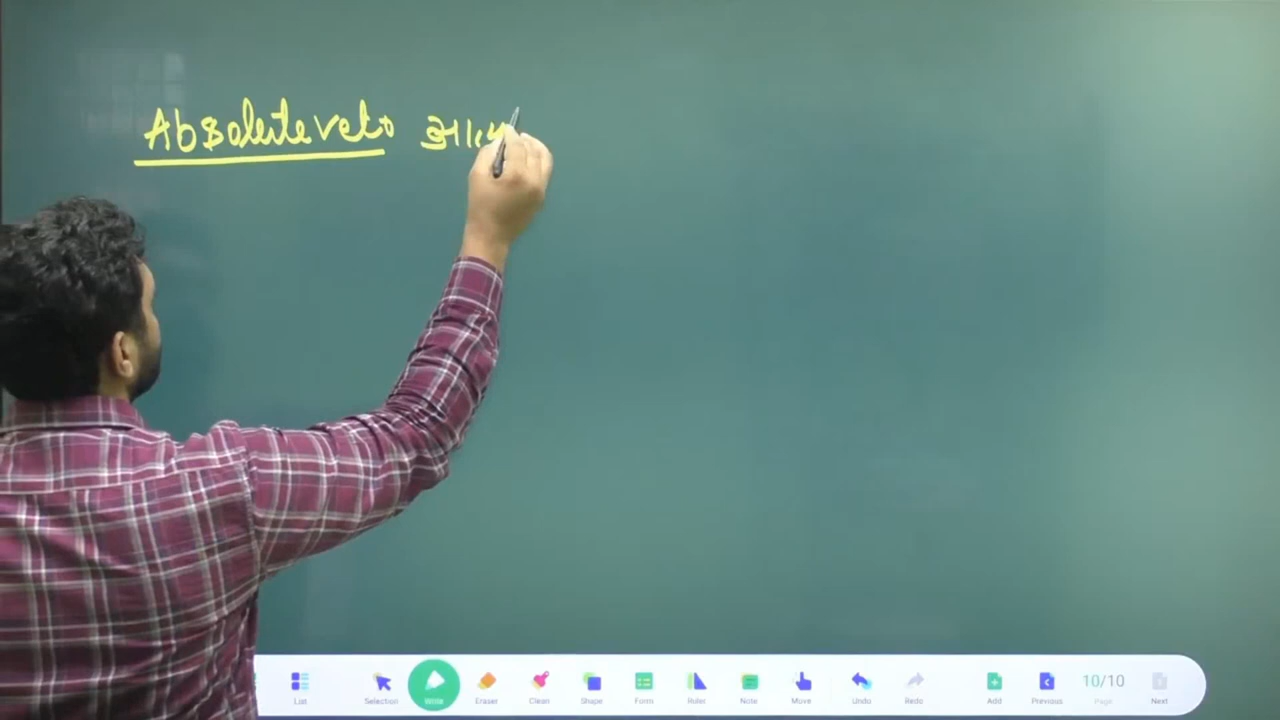 Absolute veto
List
Selection
Write
Eraser
Clean
Shape
Form
Ruler
Note
Move
Undo
Redo
Add
Previous
10/10
Page
Next